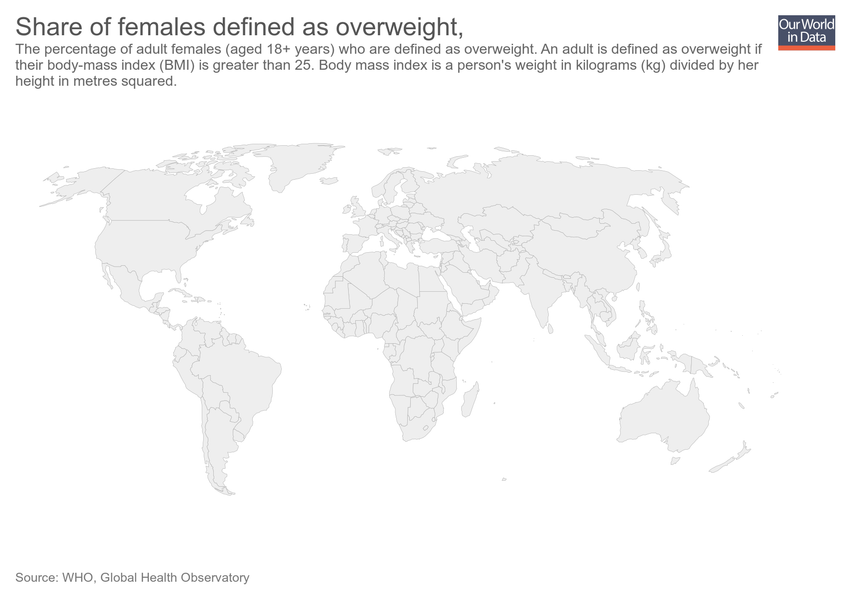 Share of females defined as overweight,
Our World
in Data
The percentage of adult females (aged 18+ years) who are defined as overweight. An adult is defined as overweight if
their body-mass index (BMI) is greater than 25. Body mass index is a person's weight in kilograms (kg) divided by her
height in metres squared.
Source: WHO, Global Health Observatory